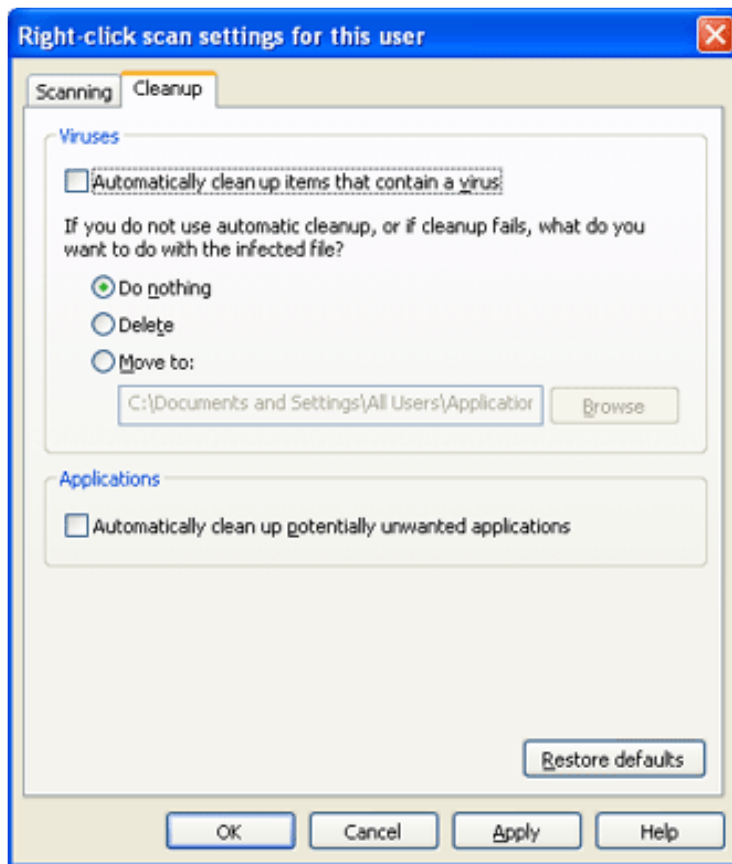 Right-click scan settings for this user
Scanning
Cleanup
Viruses
Automatically clean up items that contain a virus
If you do not use automatic cleanup, or if cleanup fails, what do you
want to do with the infected file?
Do nothing
Delete
Move to:
C:\Documents and Settings\All Users\Application
Browse
Applications
Automatically clean up potentially unwanted applications
Restore defaults
OK
Cancel
Apply
Help